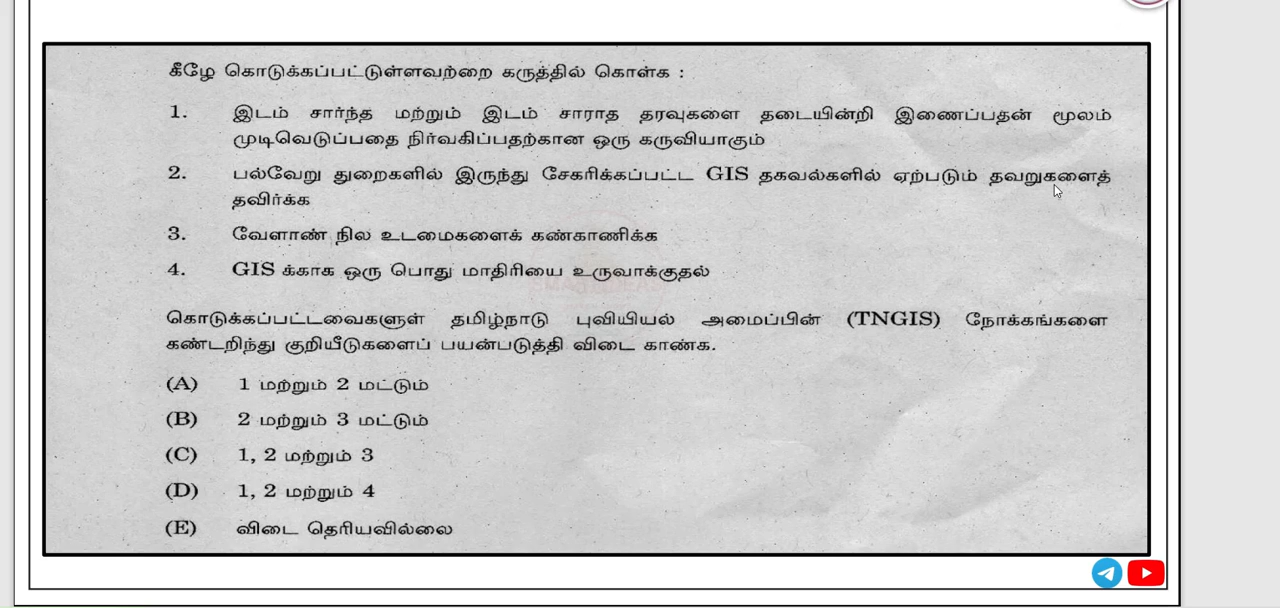 கீழே கொடுக்கப்பட்டுள்ளவற்றை கருத்தில் கொள்க :
1. இடம் சார்ந்த மற்றும் இடம் சாராத தரவுகளை தடையின்றி இணைப்பதன் மூலம்
முடிவெடுப்பதை நிர்வகிப்பதற்கான ஒரு கருவியாகும்
2. பல்வேறு துறைகளில் இருந்து சேகரிக்கப்பட்ட GIS தகவல்களில் ஏற்படும் தவறுகளைத்
தவிர்க்க
3. வேளாண் நில உடமைகளைக் கண்காணிக்க
4. GIS க்காக ஒரு பொது மாதிரியை உருவாக்குதல்
கொடுக்கப்பட்டவைகளுள் தமிழ்நாடு புவியியல் அமைப்பின் (TNGIS) நோக்கங்களை
கண்டறிந்து குறியீடுகளைப் பயன்படுத்தி விடை காண்க.
(A) 1 மற்றும் 2 மட்டும்
(B) 2 மற்றும் 3 மட்டும்
(C) 1, 2 மற்றும் 3
(D) 1, 2 மற்றும் 4
(E) விடை தெரியவில்லை